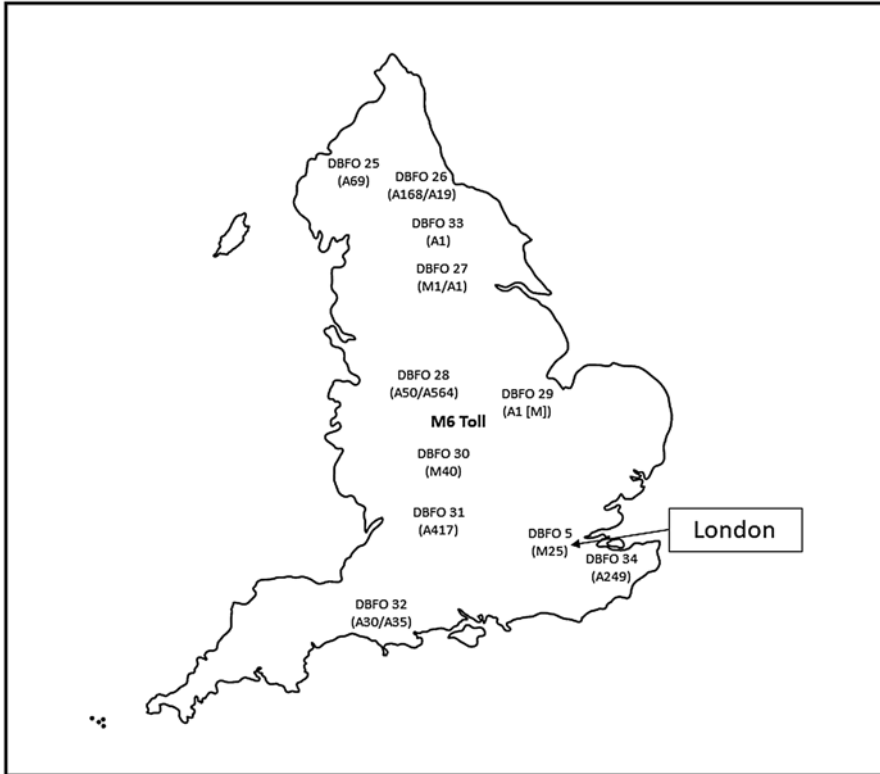 DBFO 25
(A69)
DBFO 26
(A168/A19)
DBFO 33
(A1)
DBFO 27
(M1/A1)
DBFO 28
(A50/A564)
DBFO 29
(A1 [M])
M6 Toll
DBFO 30
(M40)
DBFO 31
(A417)
DBFO 5
(M25)
London
DBFO 34
(A249)
DBFO 32
(A30/A35)